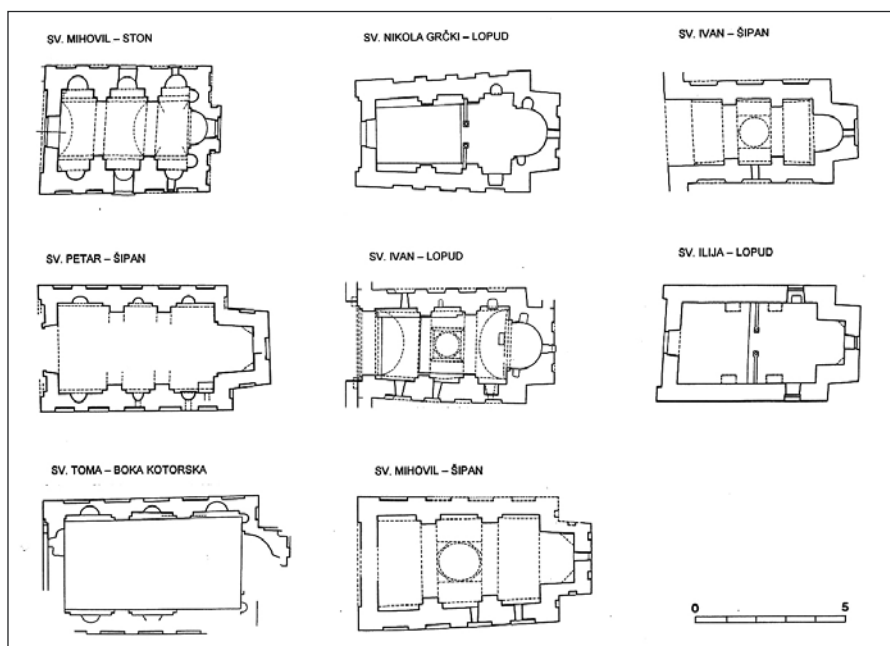 SV. MIHOVIL – STON
SV. NIKOLA GRČKI – LOPUD
SV. IVAN – ŠIPAN
SV. PETAR – ŠIPAN
SV. IVAN – LOPUD
SV. ILIJA – LOPUD
SV. TOMA – BOKA KOTORSKA
SV. MIHOVIL – ŠIPAN
0 5